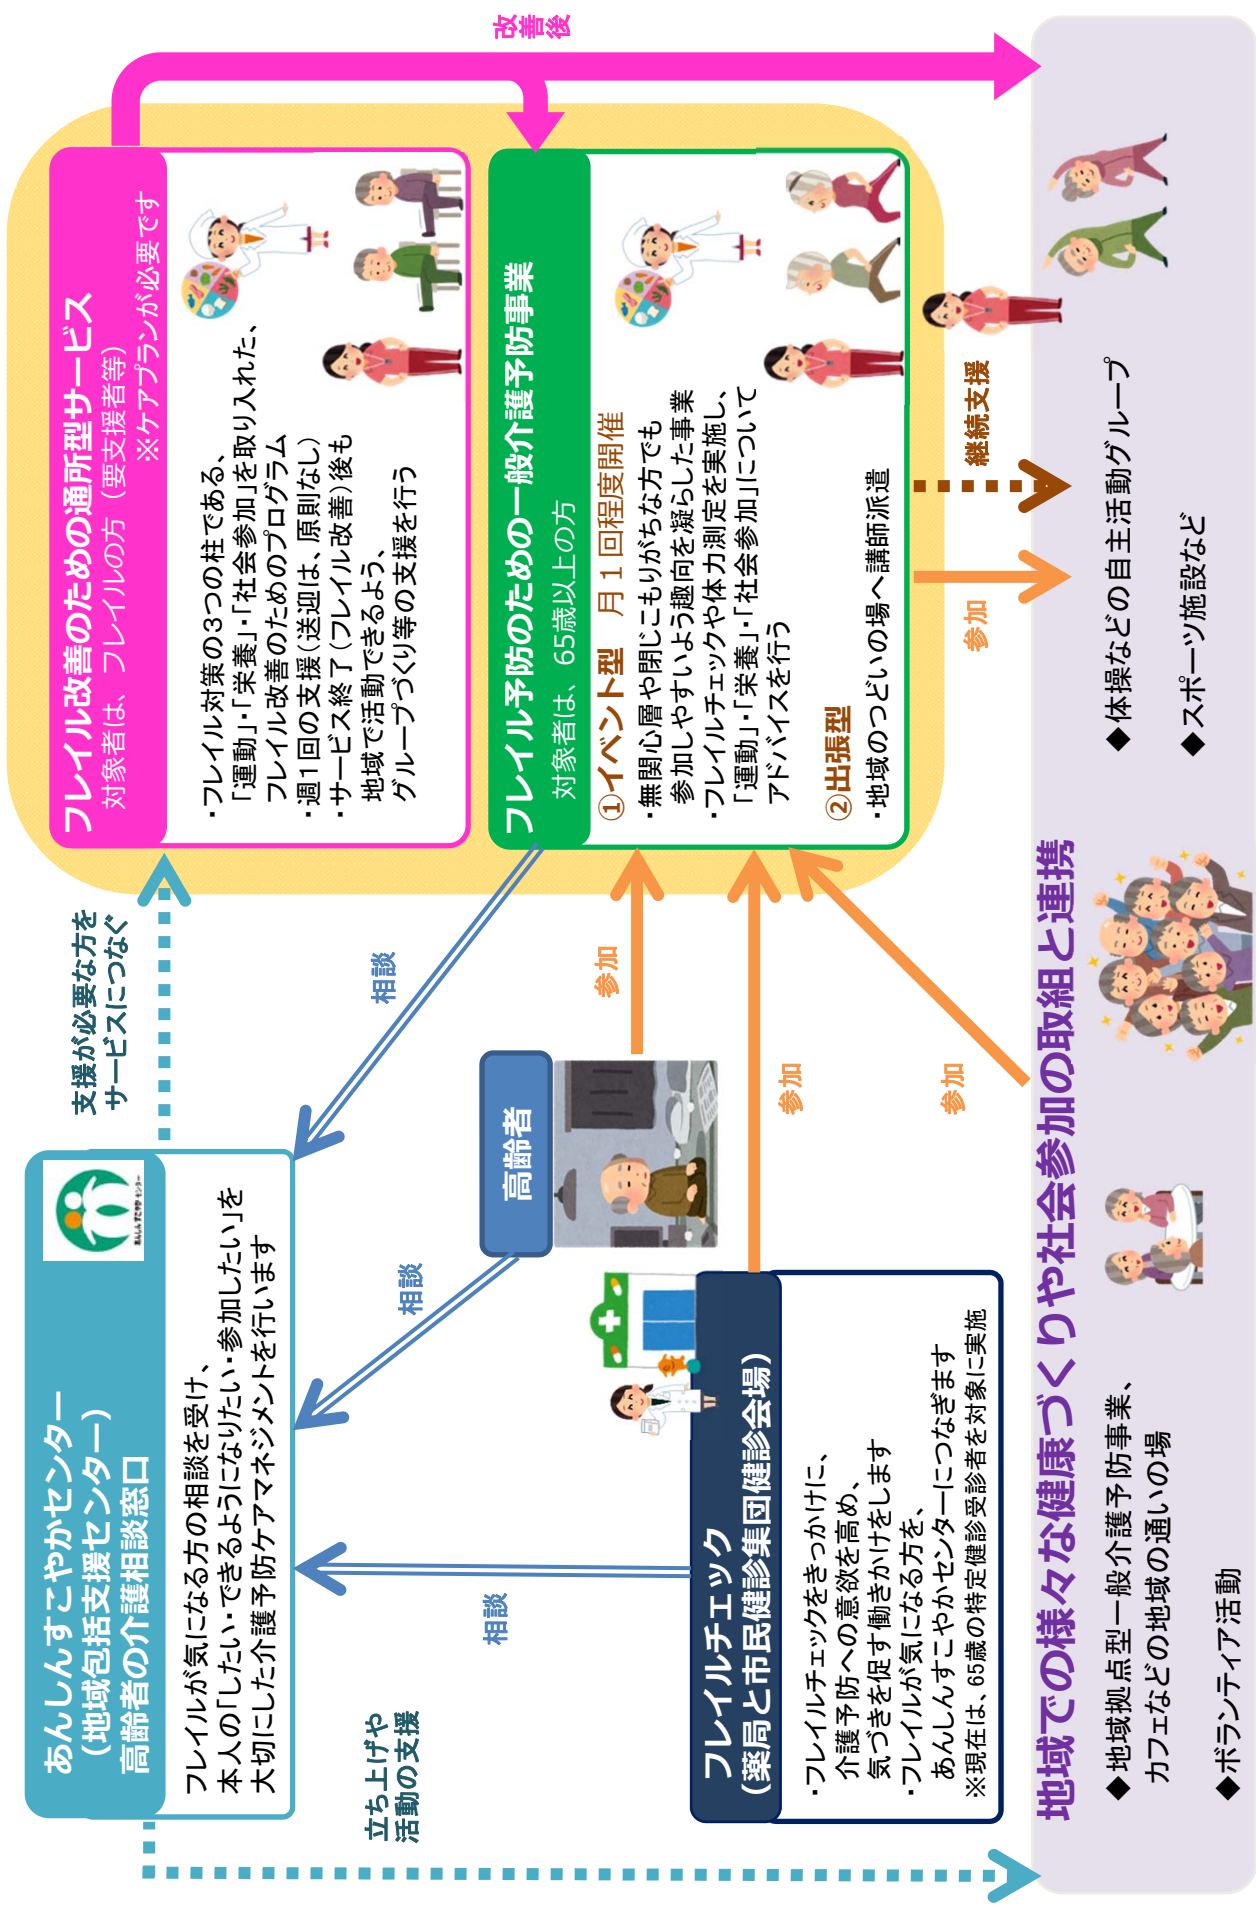 あんしんすこやかセンター
（地域包括支援センター）
高齢者の介護相談窓口
あんしんすこやかセンター
フレイルが気になる方の相談を受け、
本人の「したい・できるようになりたい・参加したい」を
大切にした介護予防ケアマネジメントを行います
支援が必要な方を
サービスにつなぐ
フレイル改善のための通所型サービス
対象者は、フレイルの方（要支援者等）
※ケアプランが必要です
・フレイル対策の3つの柱である、
「運動」・「栄養」・「社会参加」を取り入れた、
フレイル改善のためのプログラム
・週1回の支援（送迎は、原則なし）
・サービス終了（フレイル改善）後も
地域で活動できるよう、
グループづくり等の支援を行う
改善後
立ち上げや
活動の支援
相談
相談
相談
高齢者
参加
参加
参加
フレイル予防のための一般介護予防事業
対象者は、65歳以上の方
①イベント型　月１回程度開催
・無関心層や閉じこもりがちな方でも
参加しやすいよう趣向を凝らした事業
・フレイルチェックや体力測定を実施し、
「運動」・「栄養」・「社会参加」について
アドバイスを行う
②出張型
・地域のつどいの場へ講師派遣
フレイルチェック
（薬局と市民健診集団健診会場）
・フレイルチェックをきっかけに、
介護予防への意欲を高め、
気づきを促す働きかけをします
・フレイルが気になる方を、
あんしんすこやかセンターにつなぎます
※現在は、65歳の特定健診受診者を対象に実施
参加
継続支援
地域での様々な健康づくりや社会参加の取組と連携
◆地域拠点型一般介護予防事業、
カフェなどの地域の通いの場
◆ボランティア活動
◆体操などの自主活動グループ
◆スポーツ施設など